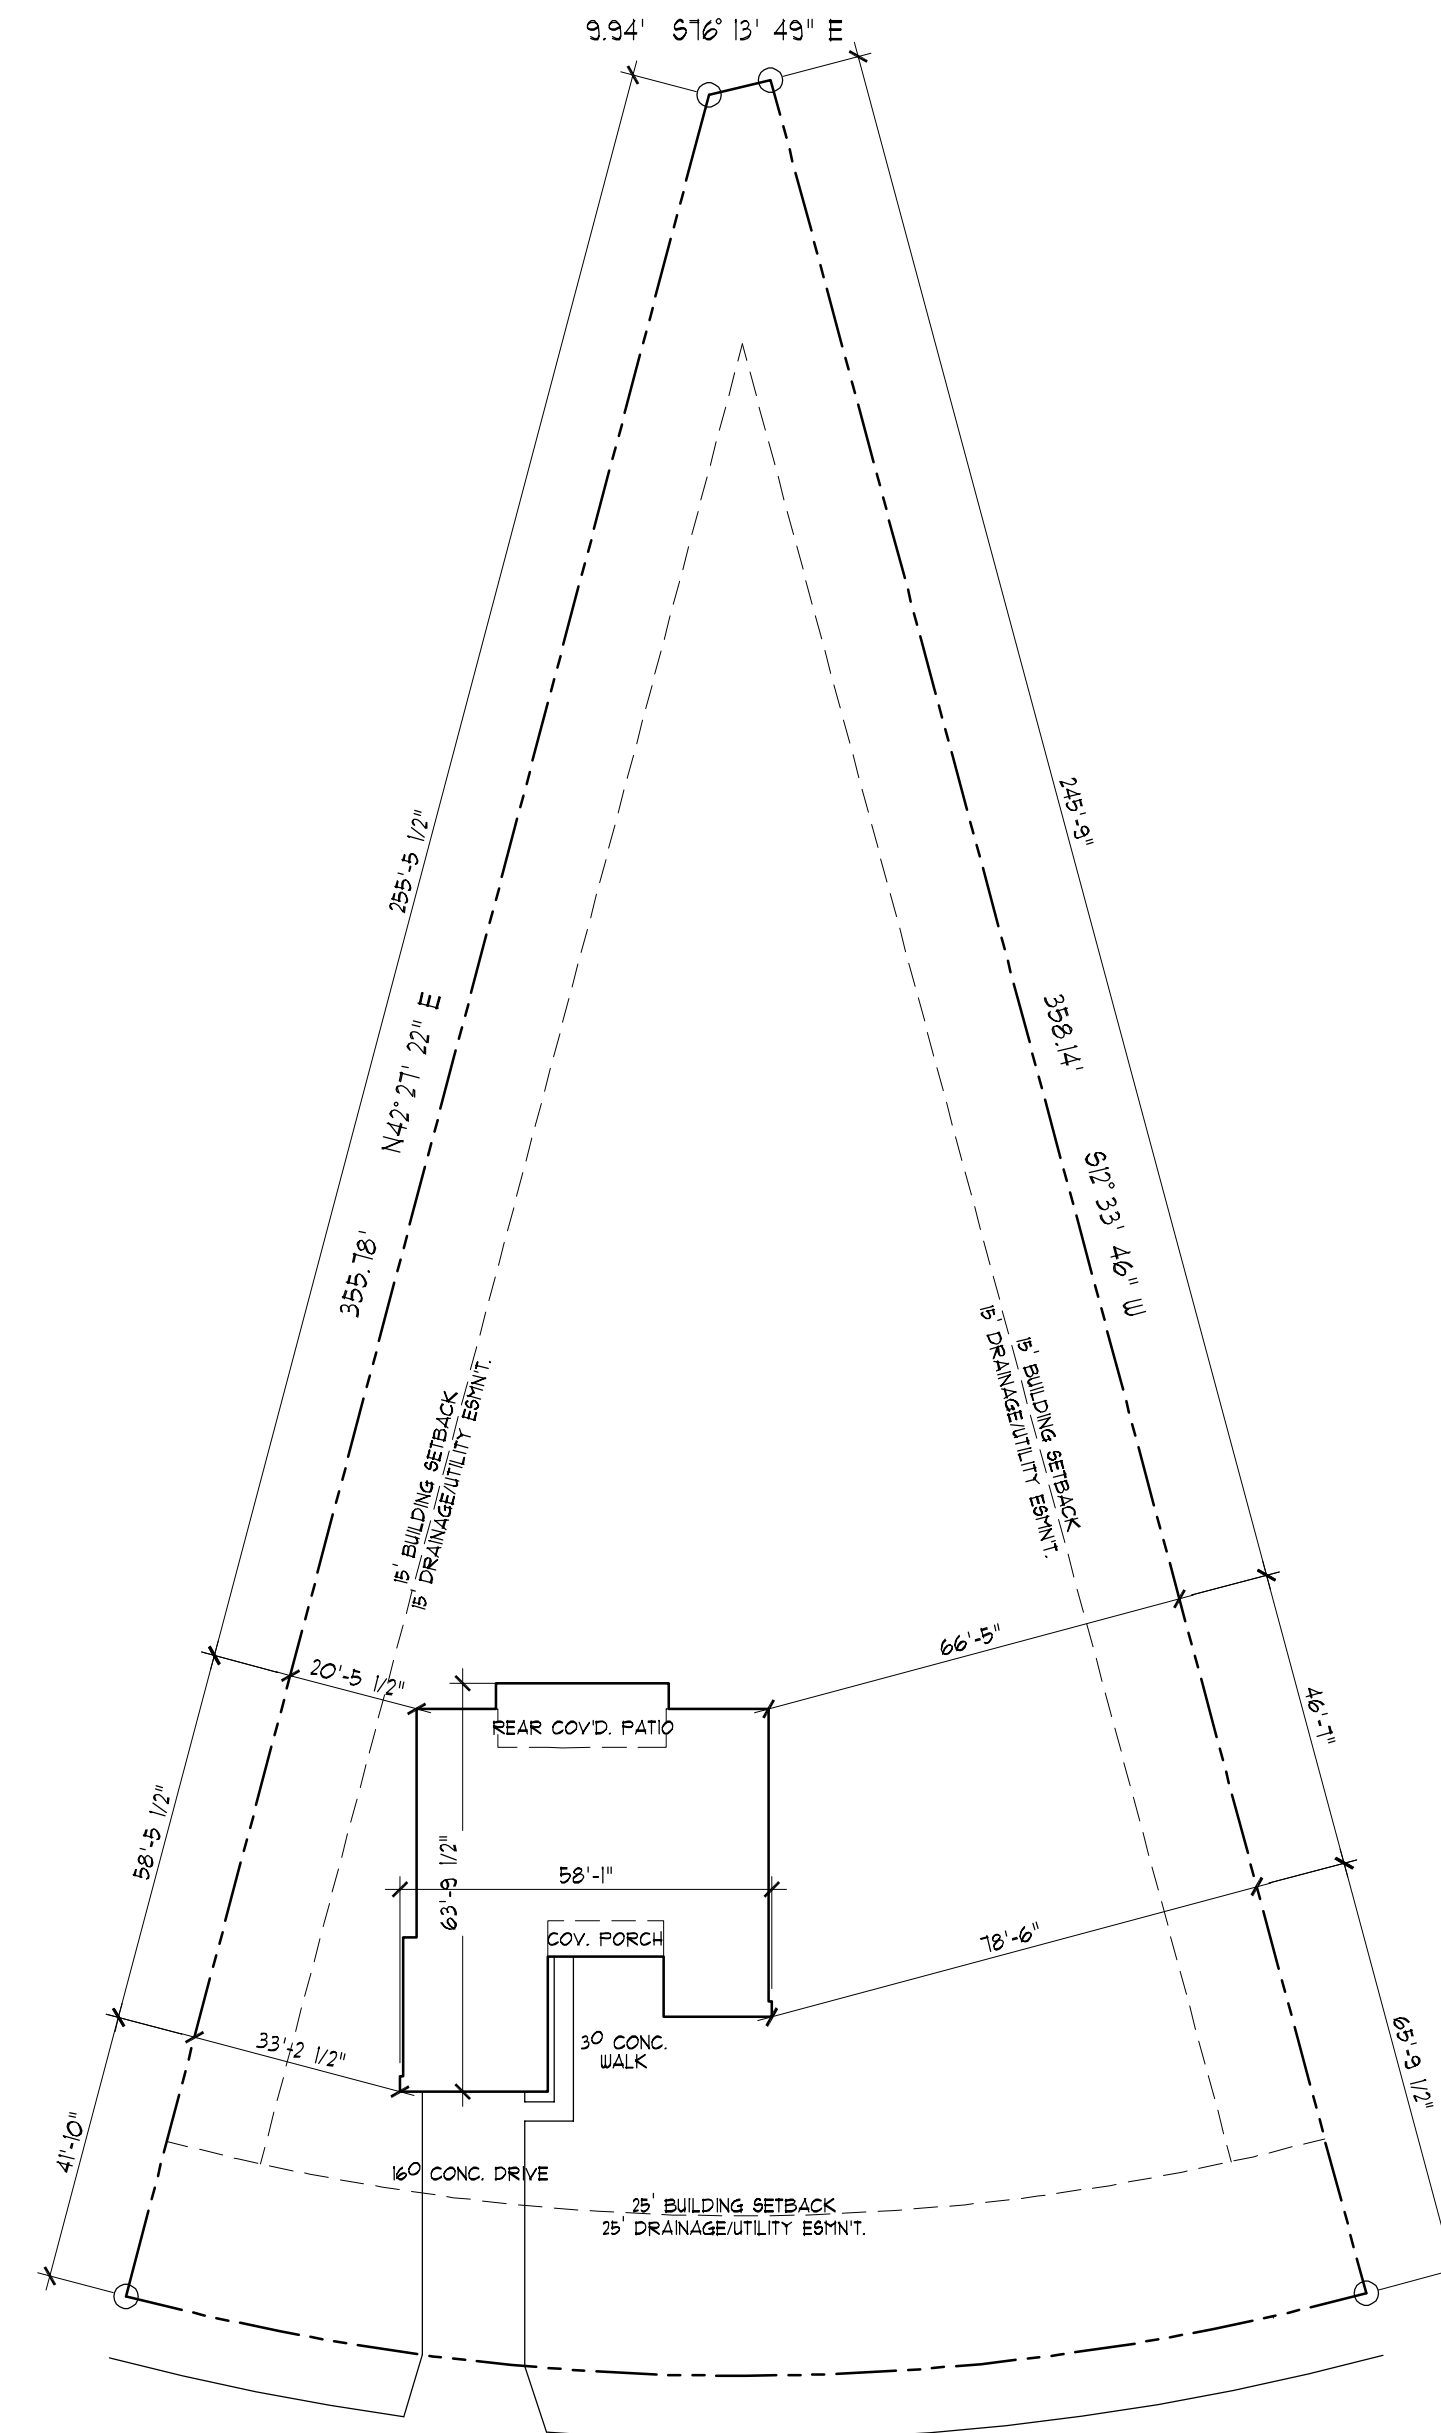 9.94' S76° 13' 49" E
255'-5 1/2"
245'-9"
N42° 27' 22" E
358.14'
355.78'
S12° 33' 46" W
15' BUILDING SETBACK
15' DRAINAGE/UTILITY ESMN'T.
15' BUILDING SETBACK
15' DRAINAGE/UTILITY ESMN'T.
66'-5"
20'-5 1/2"
46'-7"
REAR COV'D. PATIO
58'-5 1/2"
63'-9 1/2"
58'-1"
COV. PORCH
78'-6"
3⁰ CONC.
WALK
33'-2 1/2"
65'-9 1/2"
41'-10"
16⁰ CONC. DRIVE
25' BUILDING SETBACK
25' DRAINAGE/UTILITY ESMN'T.